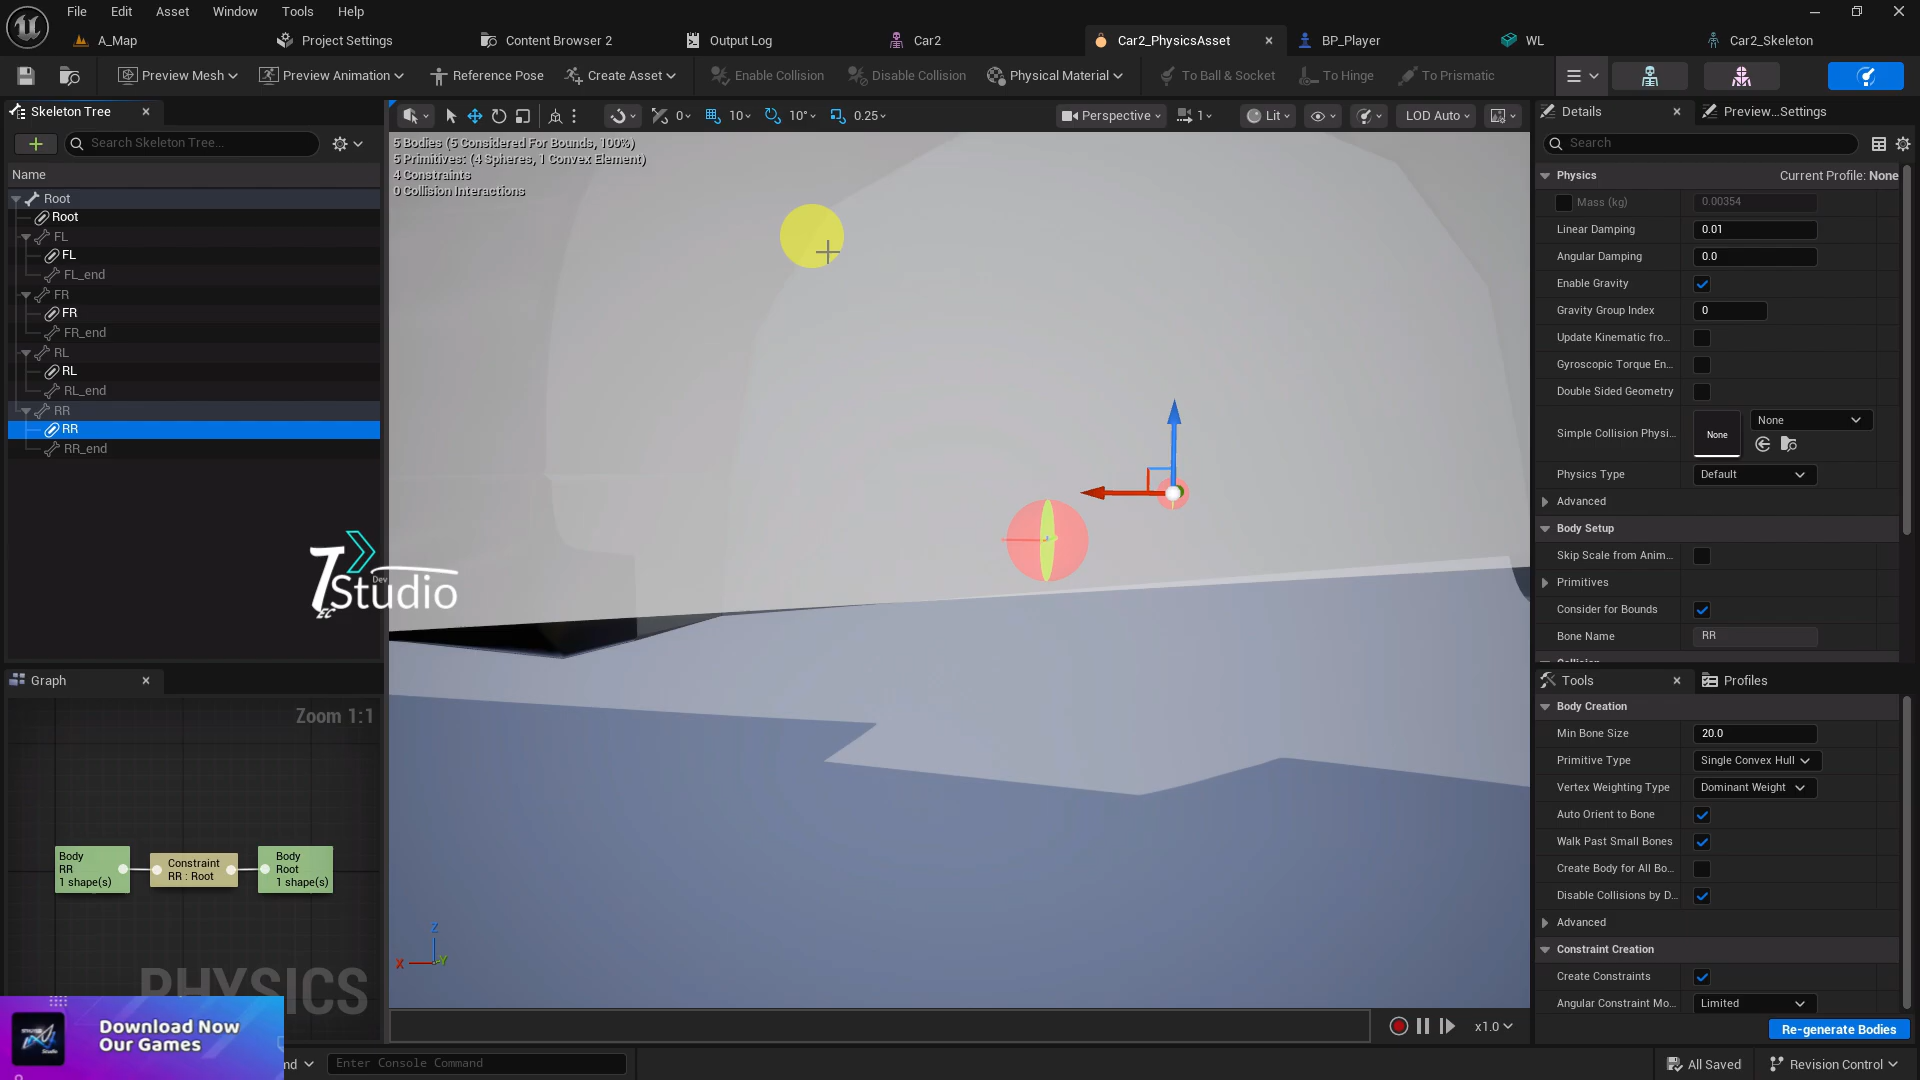 File Edit Asset Window Tools Help
A_Map Project Settings Content Browser 2 Output Log Car2 Car2_PhysicsAsset BP_Player WL Car2_Skeleton
Preview Mesh Preview Animation Reference Pose Create Asset Enable Collision Disable Collision Physical Material To Ball & Socket To Hinge To Prismatic
Skeleton Tree
Search Skeleton Tree...
Name
Root
Root
FL
FL
FL_end
FR
FR
FR_end
RL
RL
RL_end
RR
RR
RR_end
0 10 10° 0.25 Perspective 1 Lit LOD Auto
5 Bodies (5 Considered For Bounds, 100%)
5 Primitives: (4 Spheres, 1 Convex Element)
4 Constraints
0 Collision Interactions
Z
X
Y
x1.0
TEC Dev Studio
Graph
Zoom 1:1
Body
RR
1 shape(s)
Constraint
RR : Root
Body
Root
1 shape(s)
PHYSICS
Download Now
Our Games
nd Enter Console Command
Details Preview...Settings
Search
Physics Current Profile: None
Mass (kg) 0.00354
Linear Damping 0.01
Angular Damping 0.0
Enable Gravity
Gravity Group Index 0
Update Kinematic fro...
Gyroscopic Torque En...
Double Sided Geometry
Simple Collision Physi... None None
Physics Type Default
Advanced
Body Setup
Skip Scale from Anim...
Primitives
Consider for Bounds
Bone Name RR
Collision
Tools Profiles
Body Creation
Min Bone Size 20.0
Primitive Type Single Convex Hull
Vertex Weighting Type Dominant Weight
Auto Orient to Bone
Walk Past Small Bones
Create Body for All Bo...
Disable Collisions by D...
Advanced
Constraint Creation
Create Constraints
Angular Constraint Mo... Limited
Re-generate Bodies
All Saved Revision Control